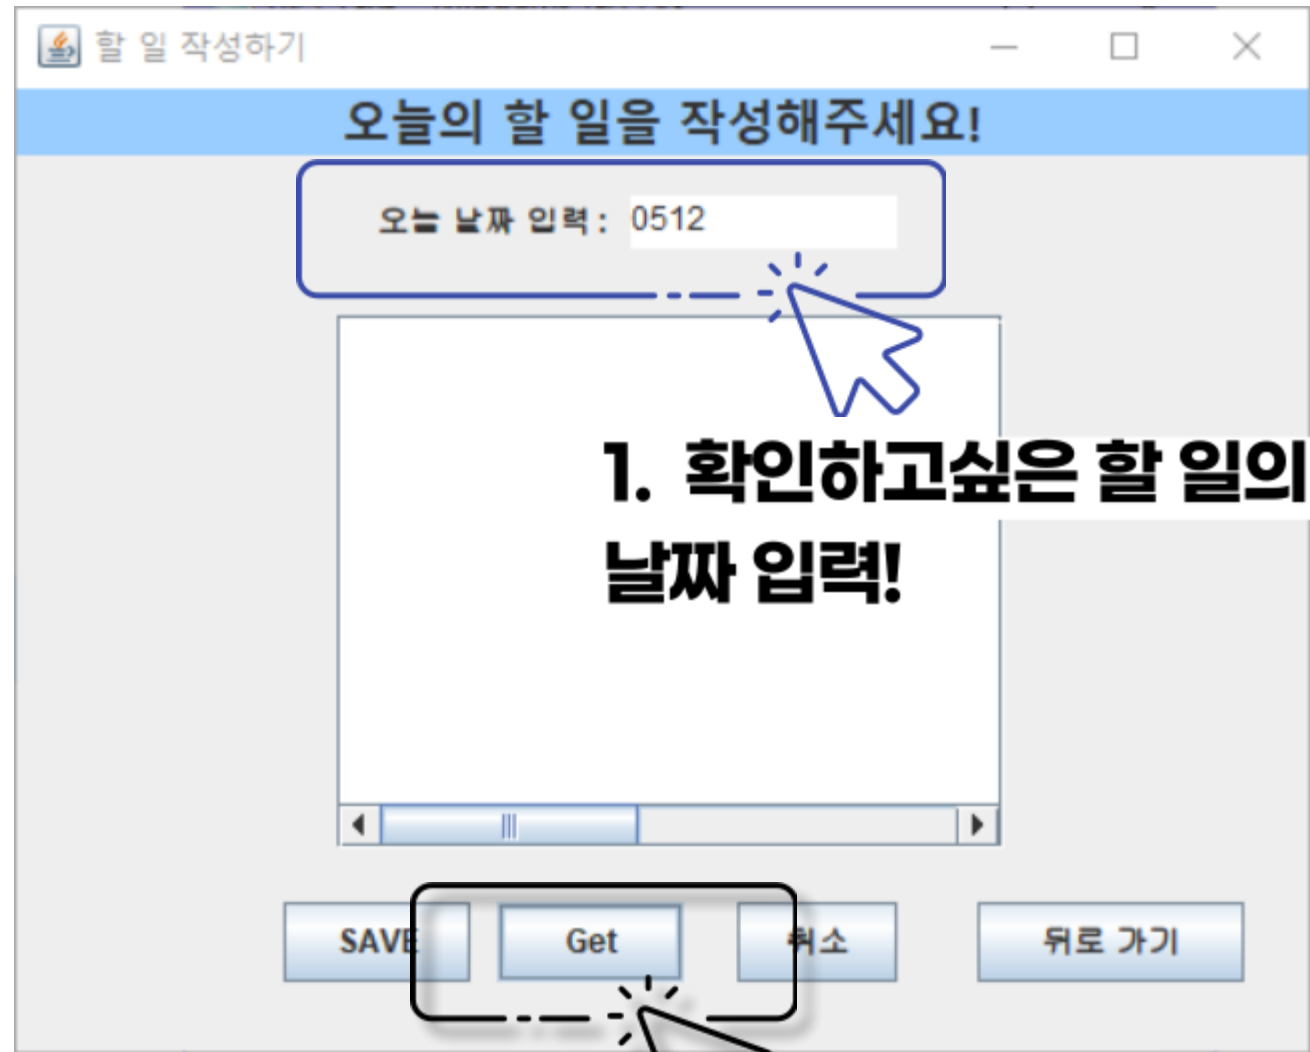 할 일 작성하기
오늘의 할 일을 작성해주세요!
오늘 날짜 입력 : 0512
1. 확인하고싶은 할 일의
날짜 입력!
SAVE Get 취소 뒤로 가기